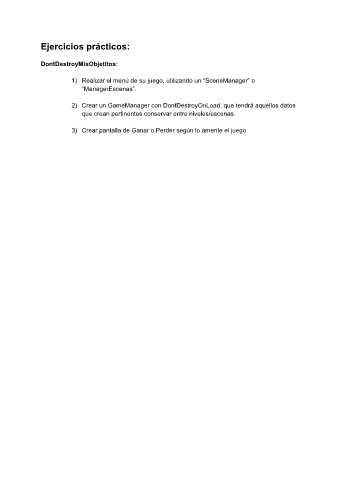 Ejercicios prácticos:
DontDestroyMisObjetitos:
1) Realizar el menú de su juego, utilizando un “SceneManager” o
“ManagerEscenas”.
2) Crear un GameManager con DontDestroyOnLoad, que tendrá aquellos datos
que crean pertinentes conservar entre niveles/escenas.
3) Crear pantalla de Ganar o Perder según lo amerite el juego